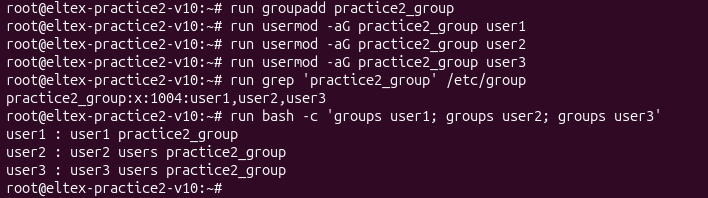 root@eltex-practice2-v10:~# run groupadd practice2_group
root@eltex-practice2-v10:~# run usermod -aG practice2_group user1
root@eltex-practice2-v10:~# run usermod -aG practice2_group user2
root@eltex-practice2-v10:~# run usermod -aG practice2_group user3
root@eltex-practice2-v10:~# run grep 'practice2_group' /etc/group
practice2_group:x:1004:user1,user2,user3
root@eltex-practice2-v10:~# run bash -c 'groups user1; groups user2; groups user3'
user1 : user1 practice2_group
user2 : user2 users practice2_group
user3 : user3 users practice2_group
root@eltex-practice2-v10:~#